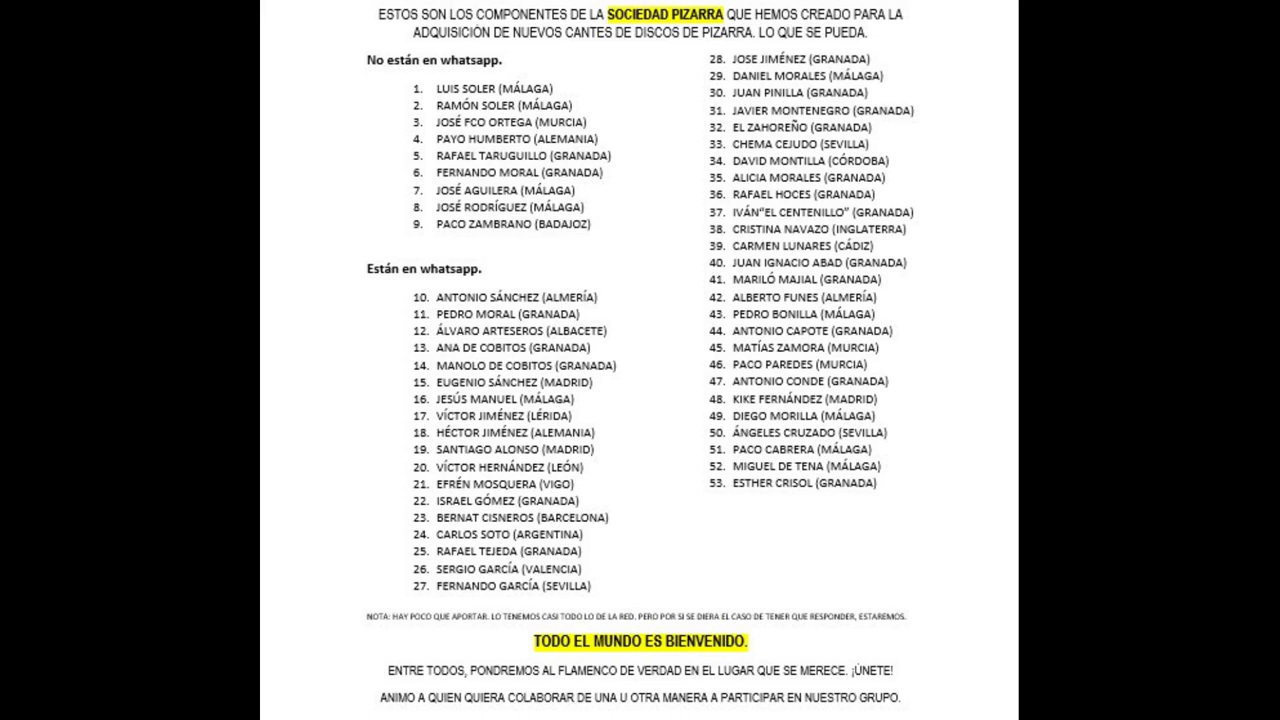 ESTOS SON LOS COMPONENTES DE LA SOCIEDAD PIZARRA QUE HEMOS CREADO PARA LA
ADQUISICIÓN DE NUEVOS CANTES DE DISCOS DE PIZARRA. LO QUE SE PUEDA.
No están en whatsapp.
1. LUIS SOLER (MÁLAGA)
2. RAMÓN SOLER (MÁLAGA)
3. JOSÉ FCO ORTEGA (MURCIA)
4. PAYO HUMBERTO (ALEMANIA)
5. RAFAEL TARUGUILLO (GRANADA)
6. FERNANDO MORAL (GRANADA)
7. JOSÉ AGUILERA (MÁLAGA)
8. JOSÉ RODRÍGUEZ (MÁLAGA)
9. PACO ZAMBRANO (BADAJOZ)
Están en whatsapp.
10. ANTONIO SÁNCHEZ (ALMERÍA)
11. PEDRO MORAL (GRANADA)
12. ÁLVARO ARTESEROS (ALBACETE)
13. ANA DE COBITOS (GRANADA)
14. MANOLO DE COBITOS (GRANADA)
15. EUGENIO SÁNCHEZ (MADRID)
16. JESÚS MANUEL (MÁLAGA)
17. VÍCTOR JIMÉNEZ (LÉRIDA)
18. HÉCTOR JIMÉNEZ (ALEMANIA)
19. SANTIAGO ALONSO (MADRID)
20. VÍCTOR HERNÁNDEZ (LEÓN)
21. EFRÉN MOSQUERA (VIGO)
22. ISRAEL GÓMEZ (GRANADA)
23. BERNAT CISNEROS (BARCELONA)
24. CARLOS SOTO (ARGENTINA)
25. RAFAEL TEJEDA (GRANADA)
26. SERGIO GARCÍA (VALENCIA)
27. FERNANDO GARCÍA (SEVILLA)
28. JOSE JIMÉNEZ (GRANADA)
29. DANIEL MORALES (MÁLAGA)
30. JUAN PINILLA (GRANADA)
31. JAVIER MONTENEGRO (GRANADA)
32. EL ZAHOREÑO (GRANADA)
33. CHEMA CEJUDO (SEVILLA)
34. DAVID MONTILLA (CÓRDOBA)
35. ALICIA MORALES (GRANADA)
36. RAFAEL HOCES (GRANADA)
37. IVÁN“EL CENTENILLO” (GRANADA)
38. CRISTINA NAVAZO (INGLATERRA)
39. CARMEN LUNARES (CÁDIZ)
40. JUAN IGNACIO ABAD (GRANADA)
41. MARILÓ MAJIAL (GRANADA)
42. ALBERTO FUNES (ALMERÍA)
43. PEDRO BONILLA (MÁLAGA)
44. ANTONIO CAPOTE (GRANADA)
45. MATÍAS ZAMORA (MURCIA)
46. PACO PAREDES (MURCIA)
47. ANTONIO CONDE (GRANADA)
48. KIKE FERNÁNDEZ (MADRID)
49. DIEGO MORILLA (MÁLAGA)
50. ÁNGELES CRUZADO (SEVILLA)
51. PACO CABRERA (MÁLAGA)
52. MIGUEL DE TENA (MÁLAGA)
53. ESTHER CRISOL (GRANADA)
NOTA: HAY POCO QUE APORTAR. LO TENEMOS CASI TODO LO DE LA RED. PERO POR SI SE DIERA EL CASO DE TENER QUE RESPONDER, ESTAREMOS.
TODO EL MUNDO ES BIENVENIDO.
ENTRE TODOS, PONDREMOS AL FLAMENCO DE VERDAD EN EL LUGAR QUE SE MERECE. ¡ÚNETE!
ANIMO A QUIEN QUIERA COLABORAR DE UNA U OTRA MANERA A PARTICIPAR EN NUESTRO GRUPO.